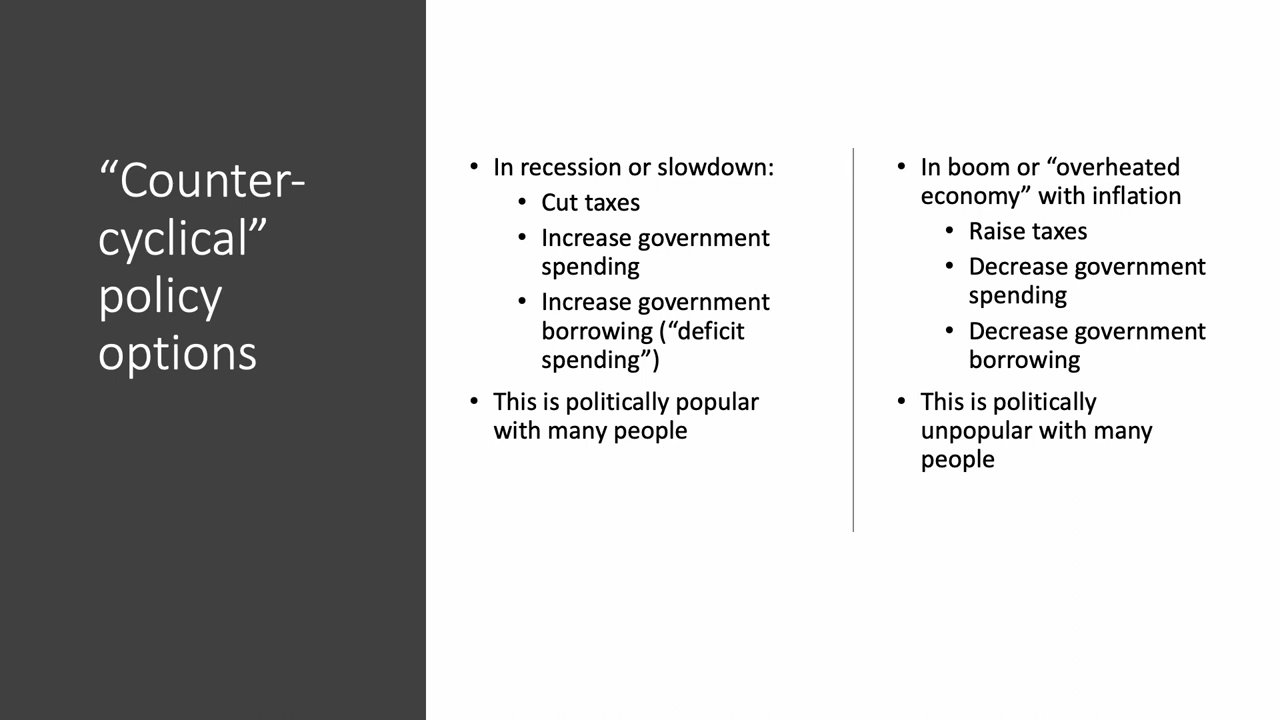 “Counter-
cyclical”
policy
options
• In recession or slowdown:
• Cut taxes
• Increase government
spending
• Increase government
borrowing (“deficit
spending”)
• This is politically popular
with many people
• In boom or “overheated
economy” with inflation
• Raise taxes
• Decrease government
spending
• Decrease government
borrowing
• This is politically
unpopular with many
people